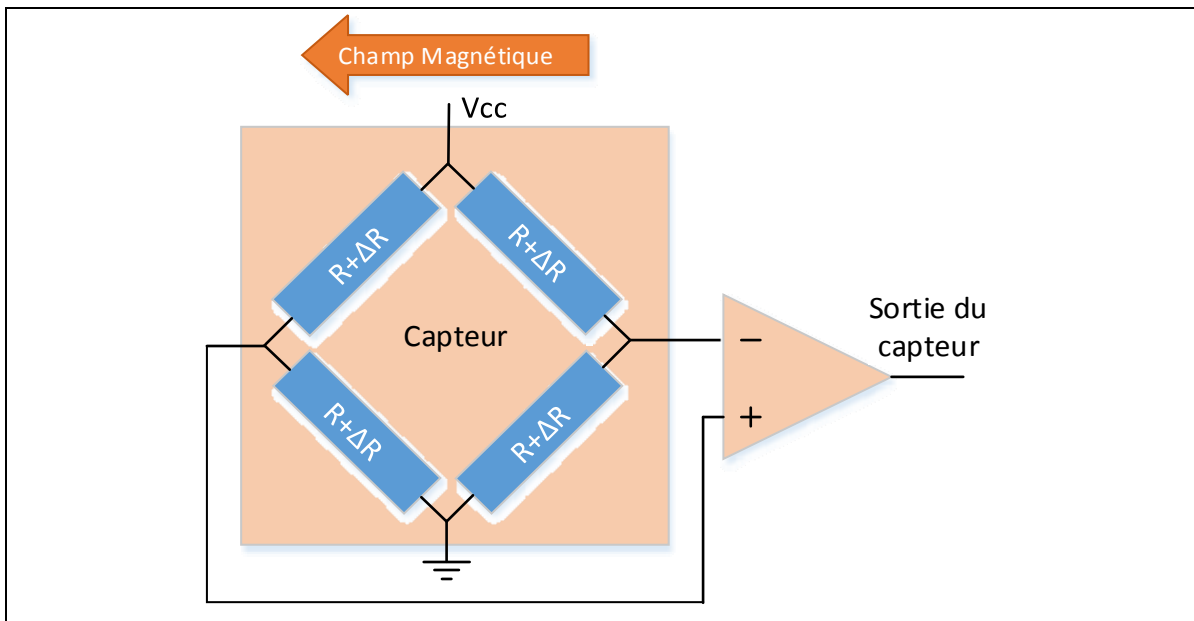 Champ Magnétique
Vcc
R+ΔR
R+ΔR
Capteur
R+ΔR
R+ΔR
Sortie du
capteur
−
+